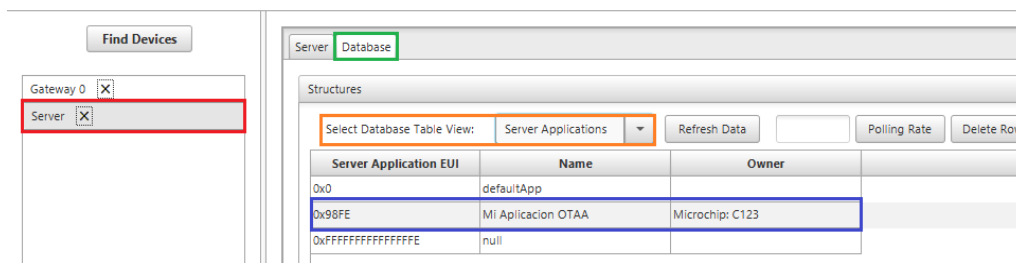 Find Devices
Gateway 0
Server
Server Database
Structures
Select Database Table View: Server Applications Refresh Data Polling Rate Delete Ro
Server Application EUI Name Owner
0x0 defaultApp
0x98FE Mi Aplicacion OTAA Microchip: C123
0xFFFFFFFFFFFFFFFE null